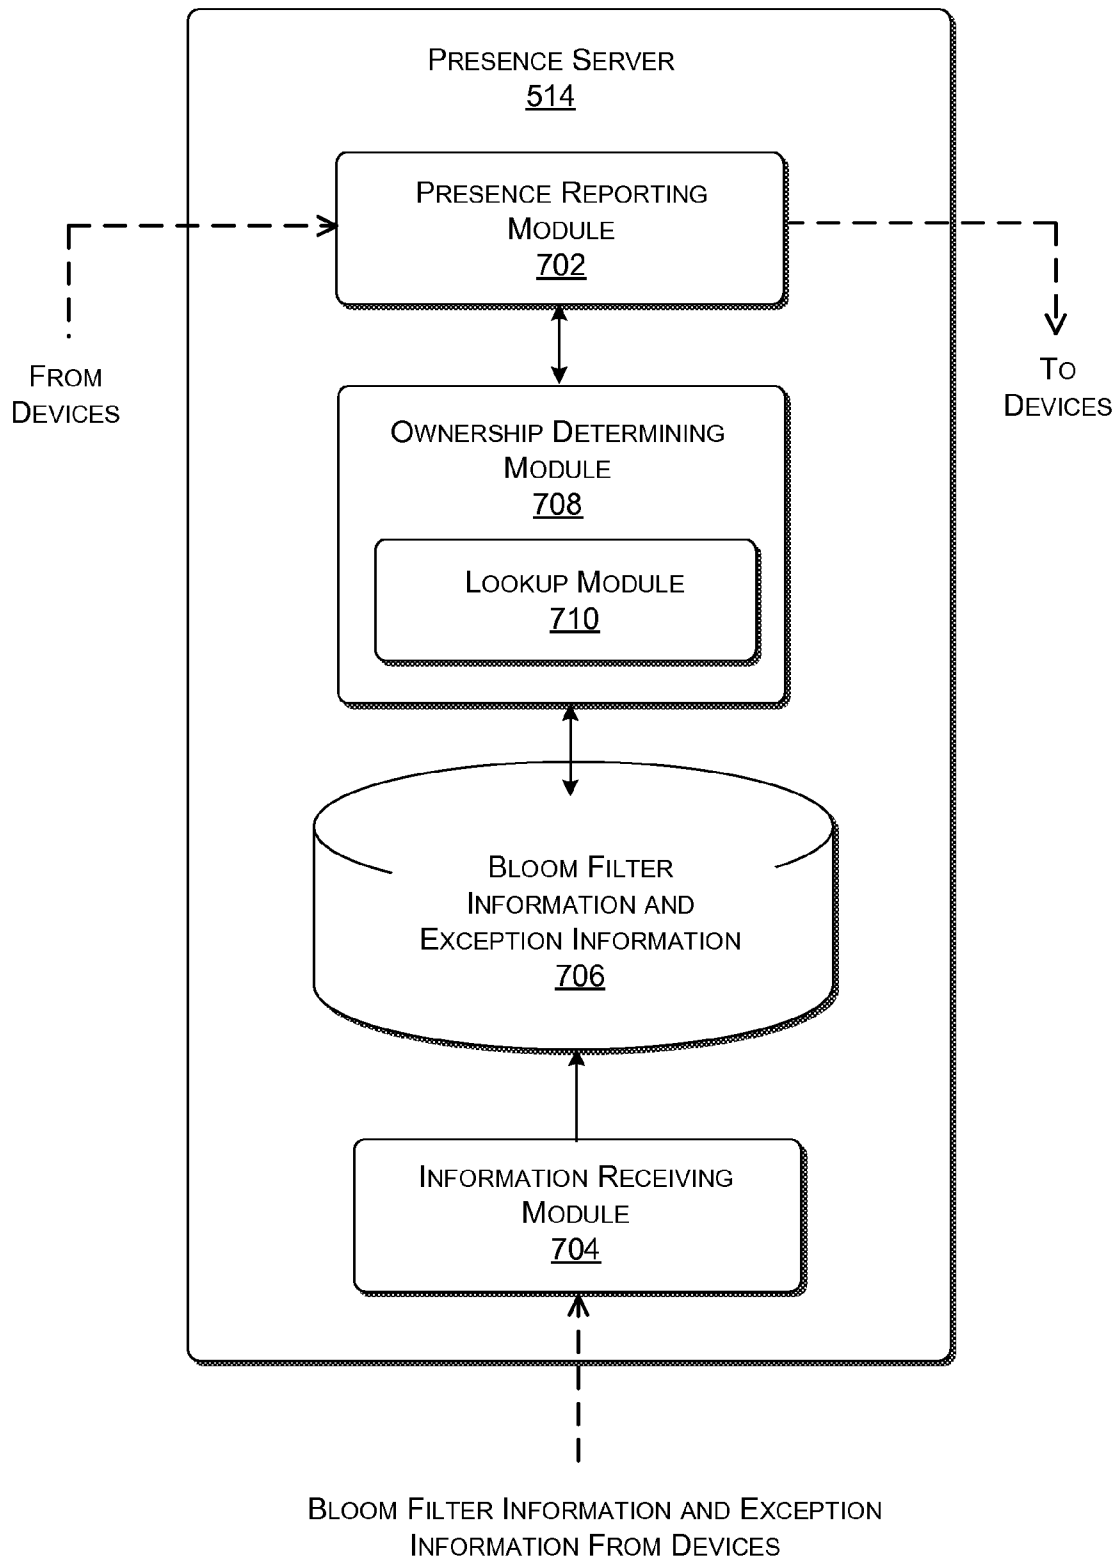 PRESENCE SERVER
514
PRESENCE REPORTING
MODULE
702
FROM
DEVICES
TO
DEVICES
OWNERSHIP DETERMINING
MODULE
708
LOOKUP MODULE
710
BLOOM FILTER
INFORMATION AND
EXCEPTION INFORMATION
706
INFORMATION RECEIVING
MODULE
704
BLOOM FILTER INFORMATION AND EXCEPTION
INFORMATION FROM DEVICES